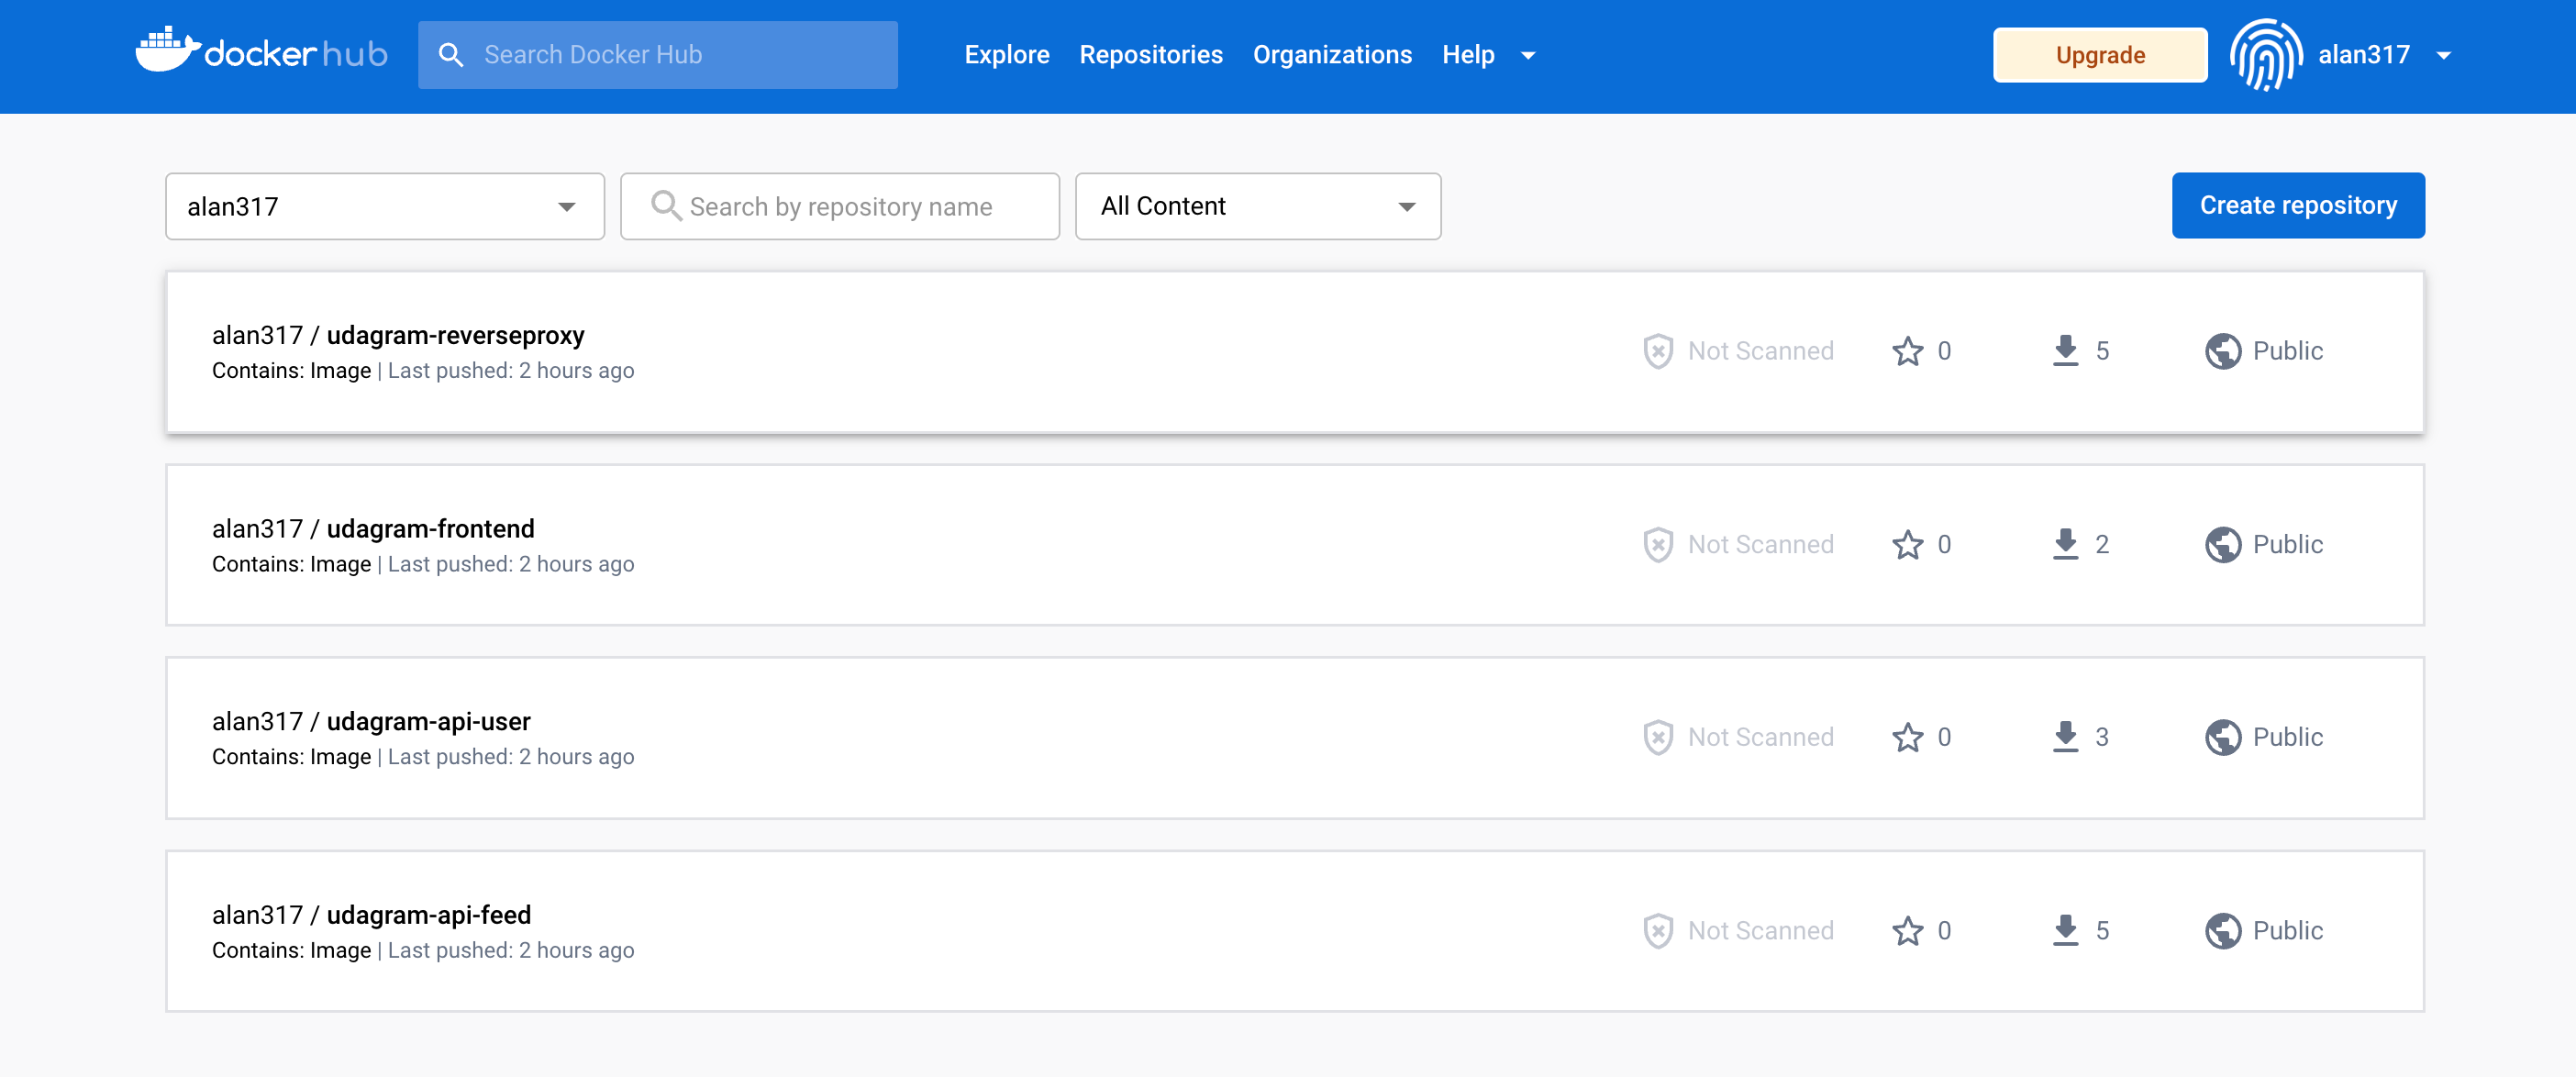 dockerhub Search Docker Hub Explore Repositories Organizations Help Upgrade alan317
alan317 Search by repository name All Content Create repository
alan317 / udagram-reverseproxy
Contains: Image | Last pushed: 2 hours ago
Not Scanned 0 5 Public
alan317 / udagram-frontend
Contains: Image | Last pushed: 2 hours ago
Not Scanned 0 2 Public
alan317 / udagram-api-user
Contains: Image | Last pushed: 2 hours ago
Not Scanned 0 3 Public
alan317 / udagram-api-feed
Contains: Image | Last pushed: 2 hours ago
Not Scanned 0 5 Public